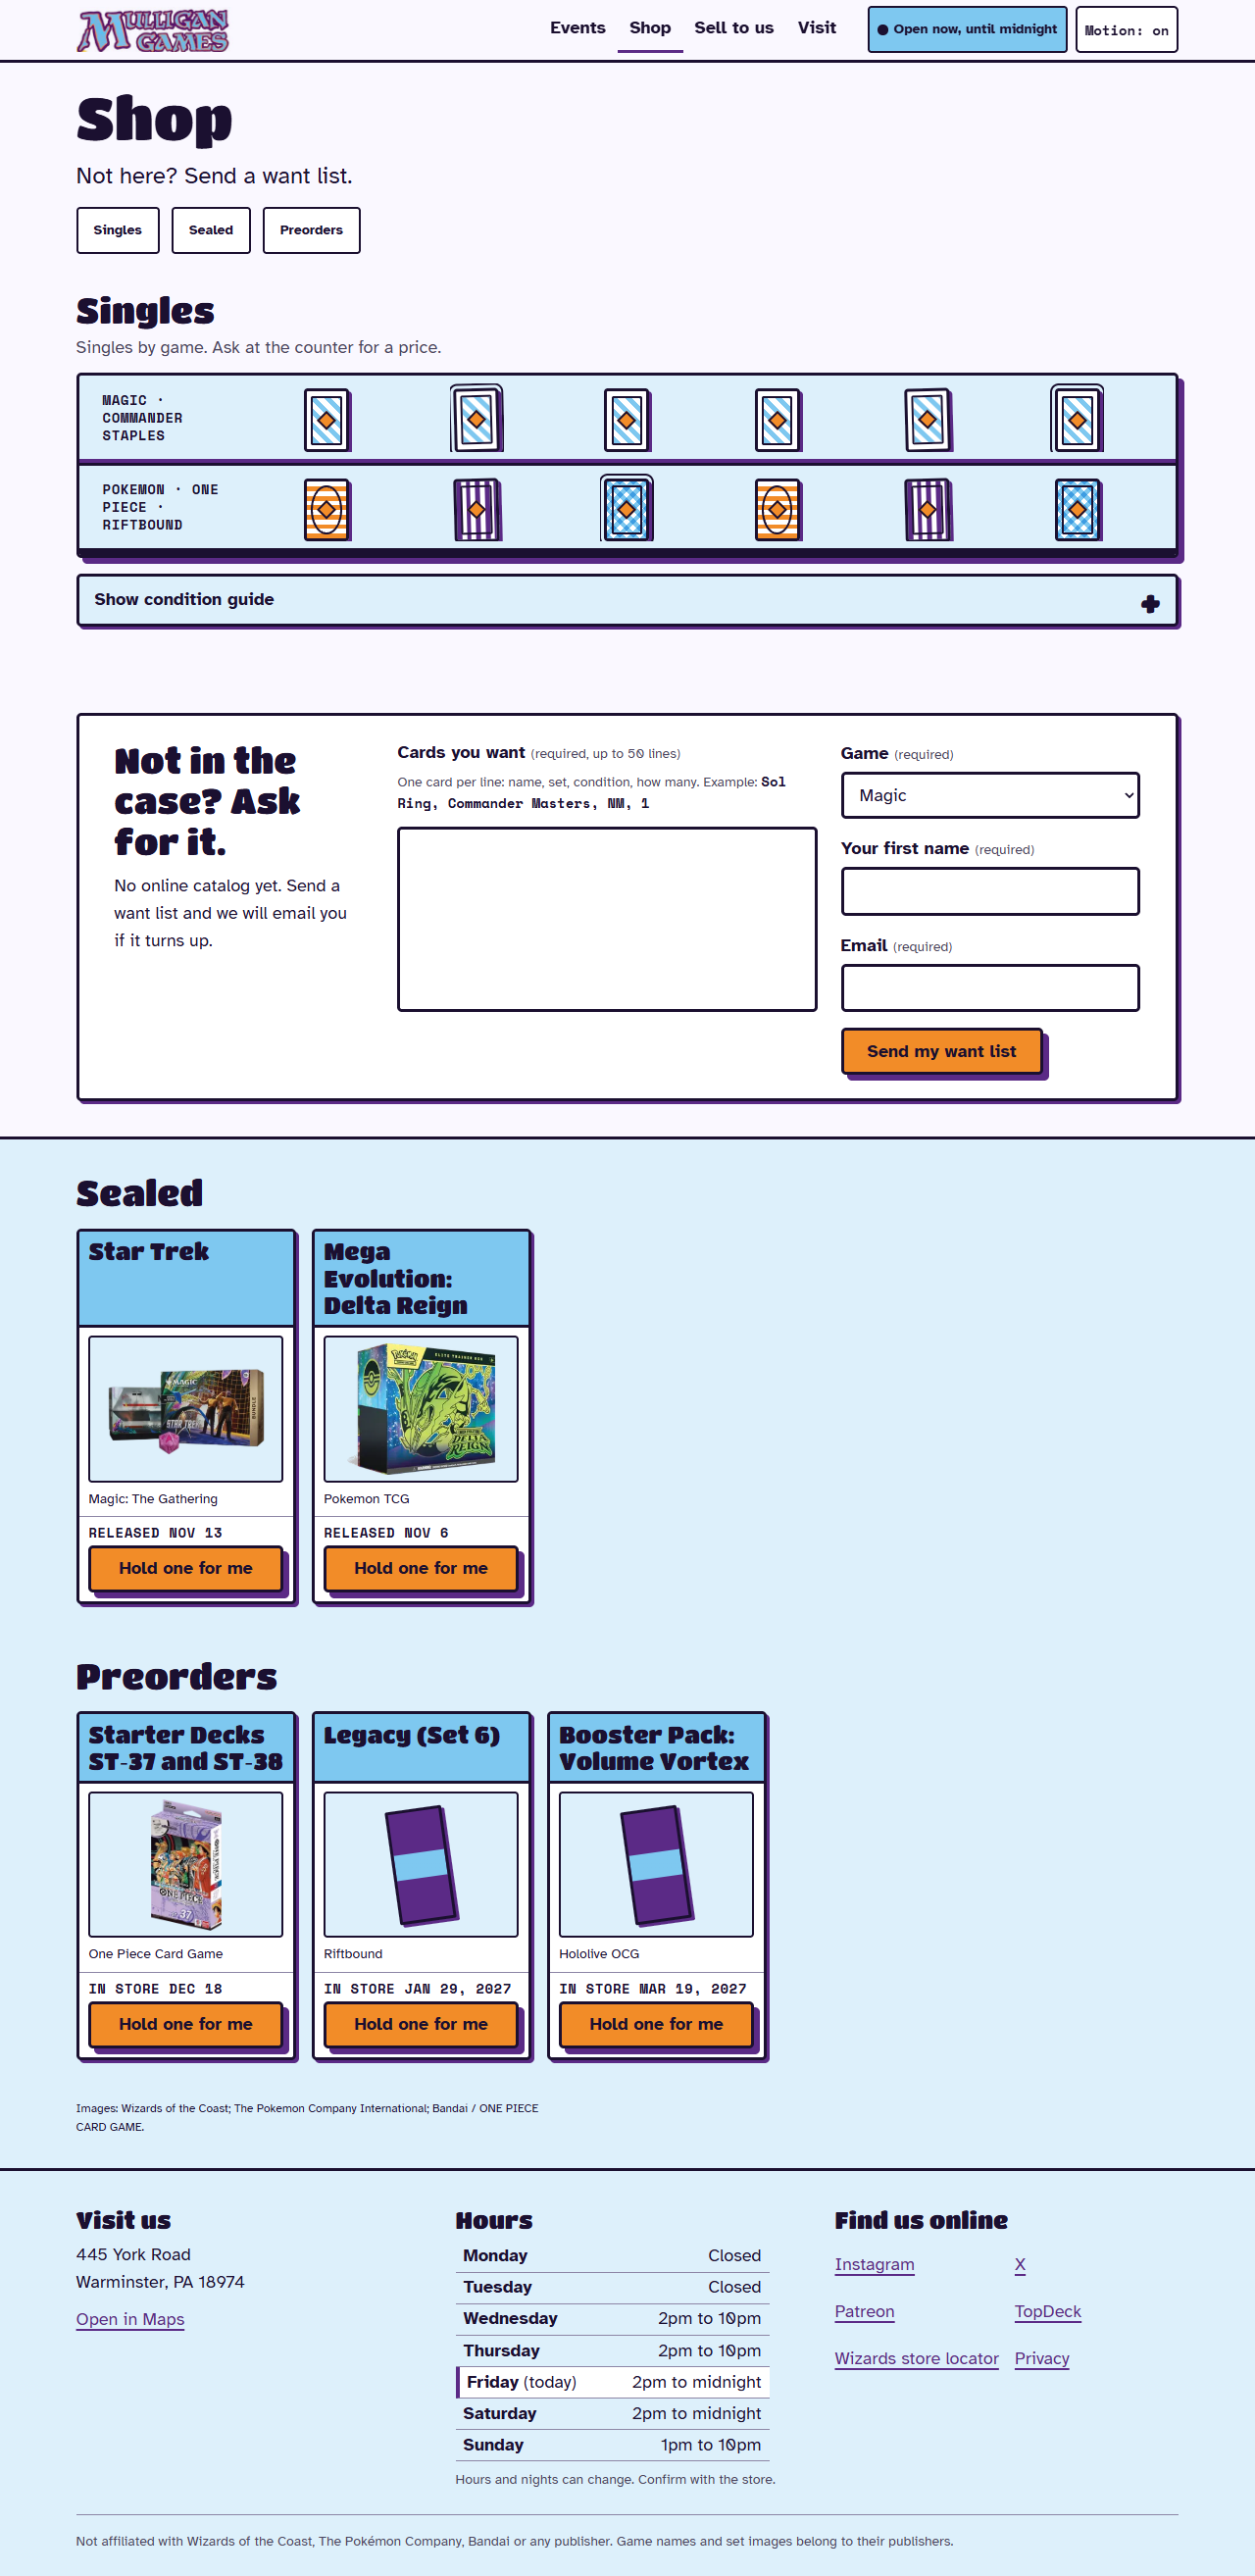 MULLIGAN GAMES
Events Shop Sell to us Visit
Open now, until midnight
Motion: on
Shop
Not here? Send a want list.
Singles Sealed Preorders
Singles
Singles by game. Ask at the counter for a price.
MAGIC ·
COMMANDER
STAPLES
POKEMON · ONE
PIECE ·
RIFTBOUND
Show condition guide
Not in the
case? Ask
for it.
No online catalog yet. Send a
want list and we will email you
if it turns up.
Cards you want (required, up to 50 lines)
One card per line: name, set, condition, how many. Example: Sol
Ring, Commander Masters, NM, 1
Game (required)
Magic
Your first name (required)
Email (required)
Send my want list
Sealed
Star Trek
MAGIC
STAR TREK
BUNDLE
Magic: The Gathering
RELEASED NOV 13
Hold one for me
Mega
Evolution:
Delta Reign
Pokémon
ELITE TRAINER BOX
DELTA
REIGN
Pokemon TCG
RELEASED NOV 6
Hold one for me
Preorders
Starter Decks
ST-37 and ST-38
ONE PIECE
37
One Piece Card Game
IN STORE DEC 18
Hold one for me
Legacy (Set 6)
Riftbound
IN STORE JAN 29, 2027
Hold one for me
Booster Pack:
Volume Vortex
Hololive OCG
IN STORE MAR 19, 2027
Hold one for me
Images: Wizards of the Coast; The Pokemon Company International; Bandai / ONE PIECE
CARD GAME.
Visit us
445 York Road
Warminster, PA 18974
Open in Maps
Hours
Monday Closed
Tuesday Closed
Wednesday 2pm to 10pm
Thursday 2pm to 10pm
Friday (today) 2pm to midnight
Saturday 2pm to midnight
Sunday 1pm to 10pm
Hours and nights can change. Confirm with the store.
Find us online
Instagram X
Patreon TopDeck
Wizards store locator Privacy
Not affiliated with Wizards of the Coast, The Pokémon Company, Bandai or any publisher. Game names and set images belong to their publishers.